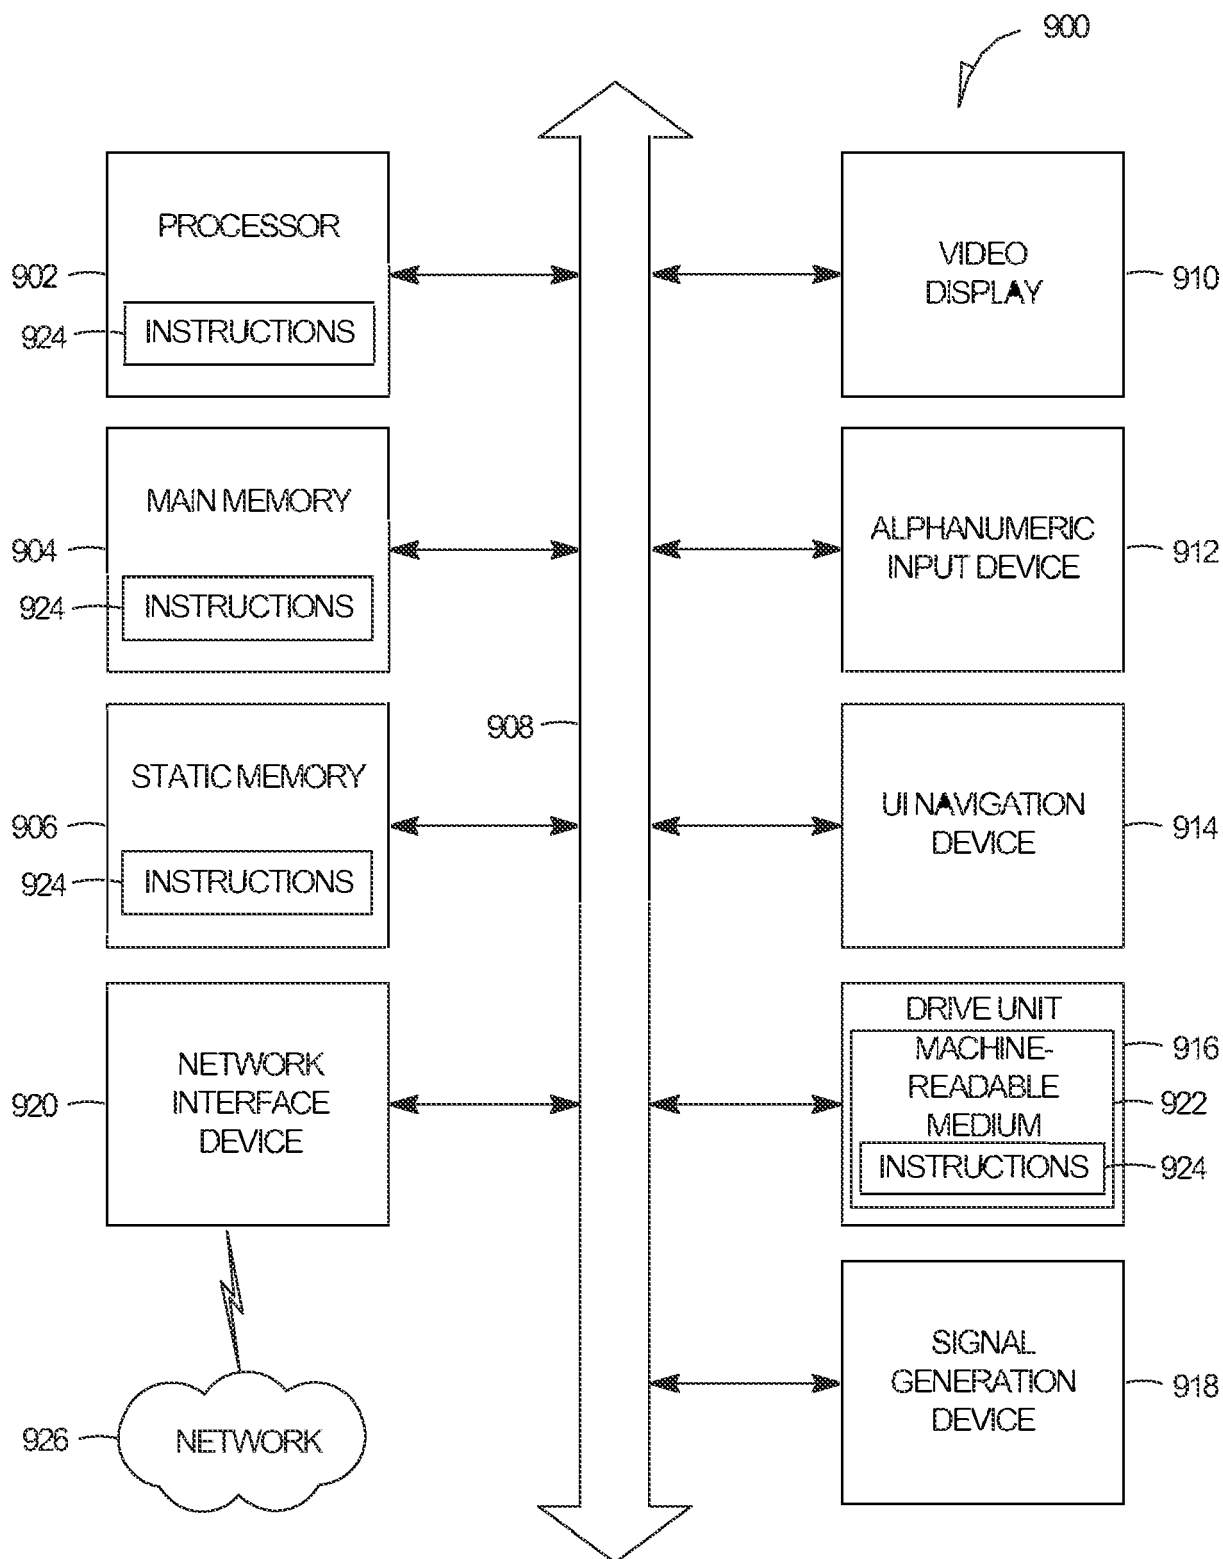 900
PROCESSOR
902
924
INSTRUCTIONS
MAIN MEMORY
904
924
INSTRUCTIONS
908
STATIC MEMORY
906
924
INSTRUCTIONS
NETWORK
INTERFACE
DEVICE
920
926
NETWORK
VIDEO
DISPLAY
910
ALPHANUMERIC
INPUT DEVICE
912
UI NAVIGATION
DEVICE
914
DRIVE UNIT
916
MACHINE-
READABLE
MEDIUM
922
INSTRUCTIONS
924
SIGNAL
GENERATION
DEVICE
918